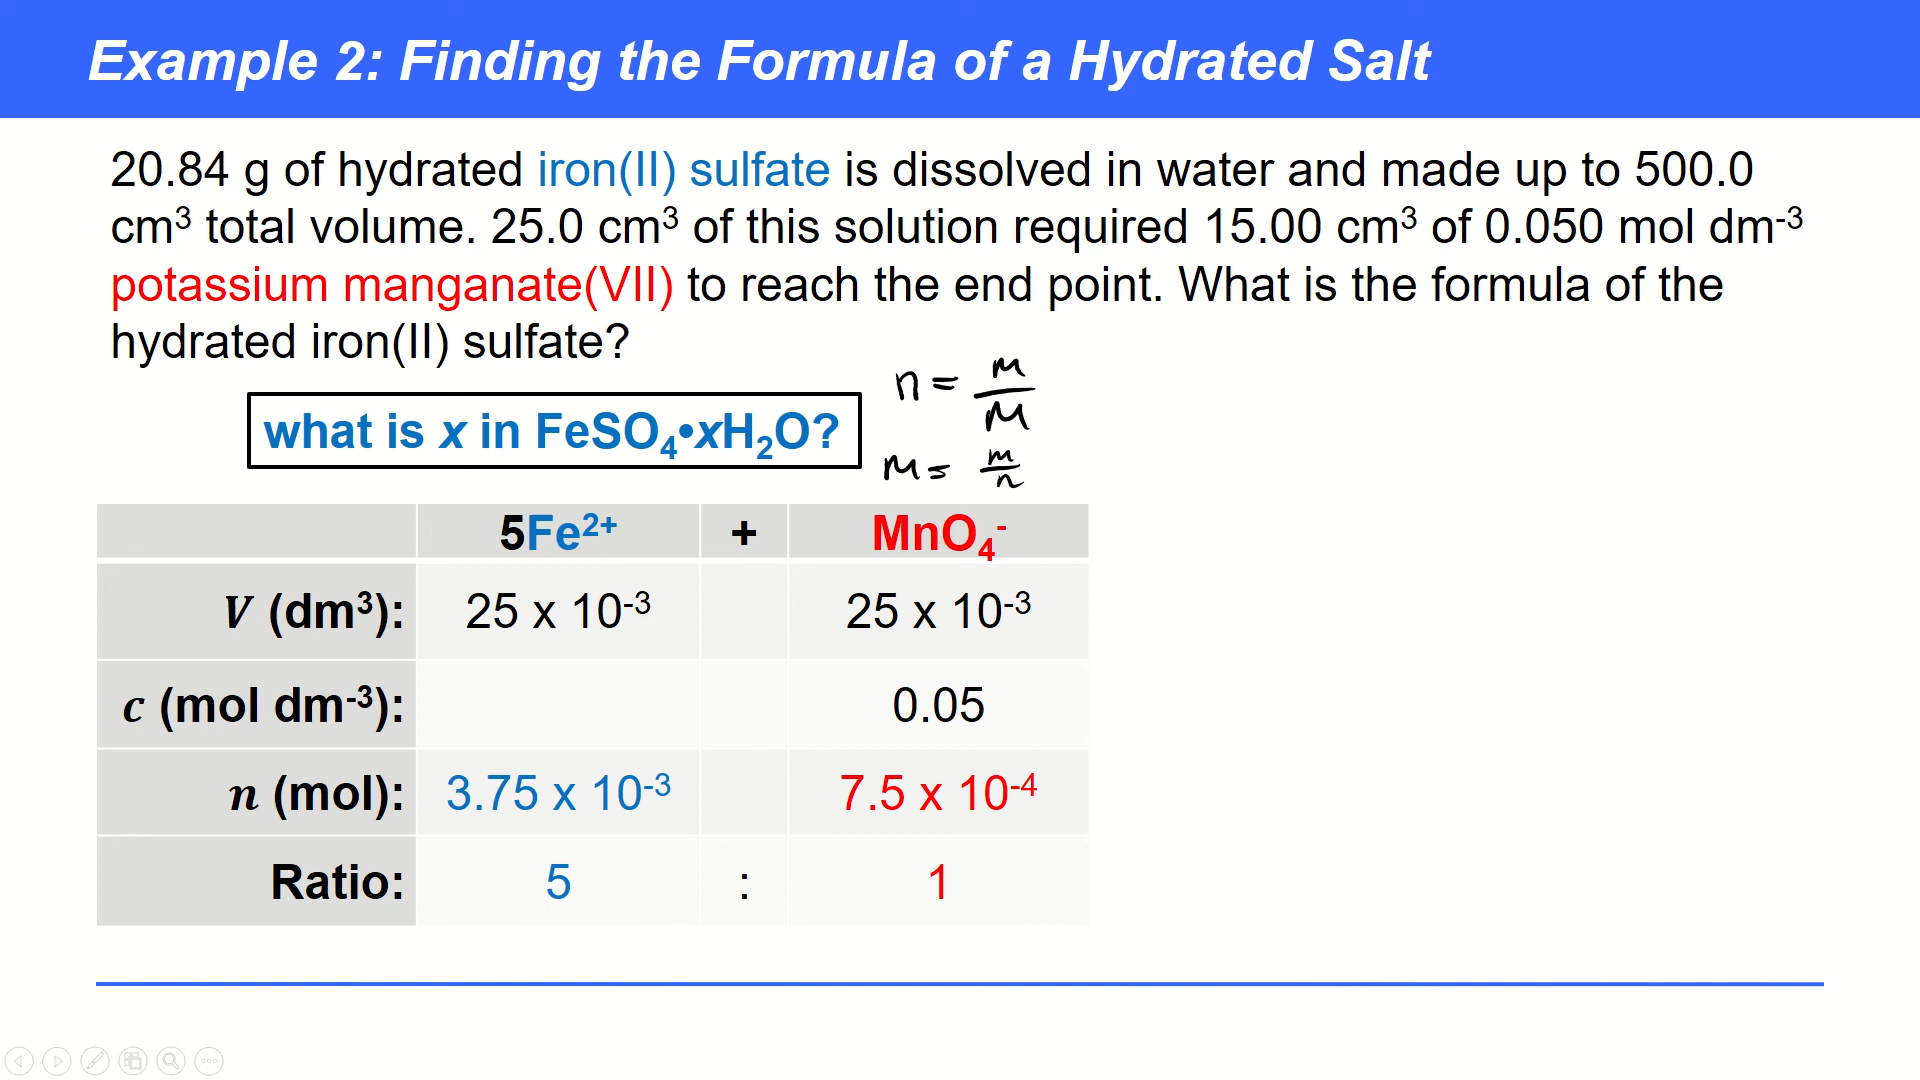 Example 2: Finding the Formula of a Hydrated Salt
20.84 g of hydrated iron(II) sulfate is dissolved in water and made up to 500.0
cm³ total volume. 25.0 cm³ of this solution required 15.00 cm³ of 0.050 mol dm⁻³
potassium manganate(VII) to reach the end point. What is the formula of the
hydrated iron(II) sulfate?
n = m/M
what is x in FeSO₄•xH₂O?
M = m/n
5Fe²⁺ + MnO₄⁻
V (dm³): 25 x 10⁻³ 25 x 10⁻³
c (mol dm⁻³): 0.05
n (mol): 3.75 x 10⁻³ 7.5 x 10⁻⁴
Ratio: 5 : 1